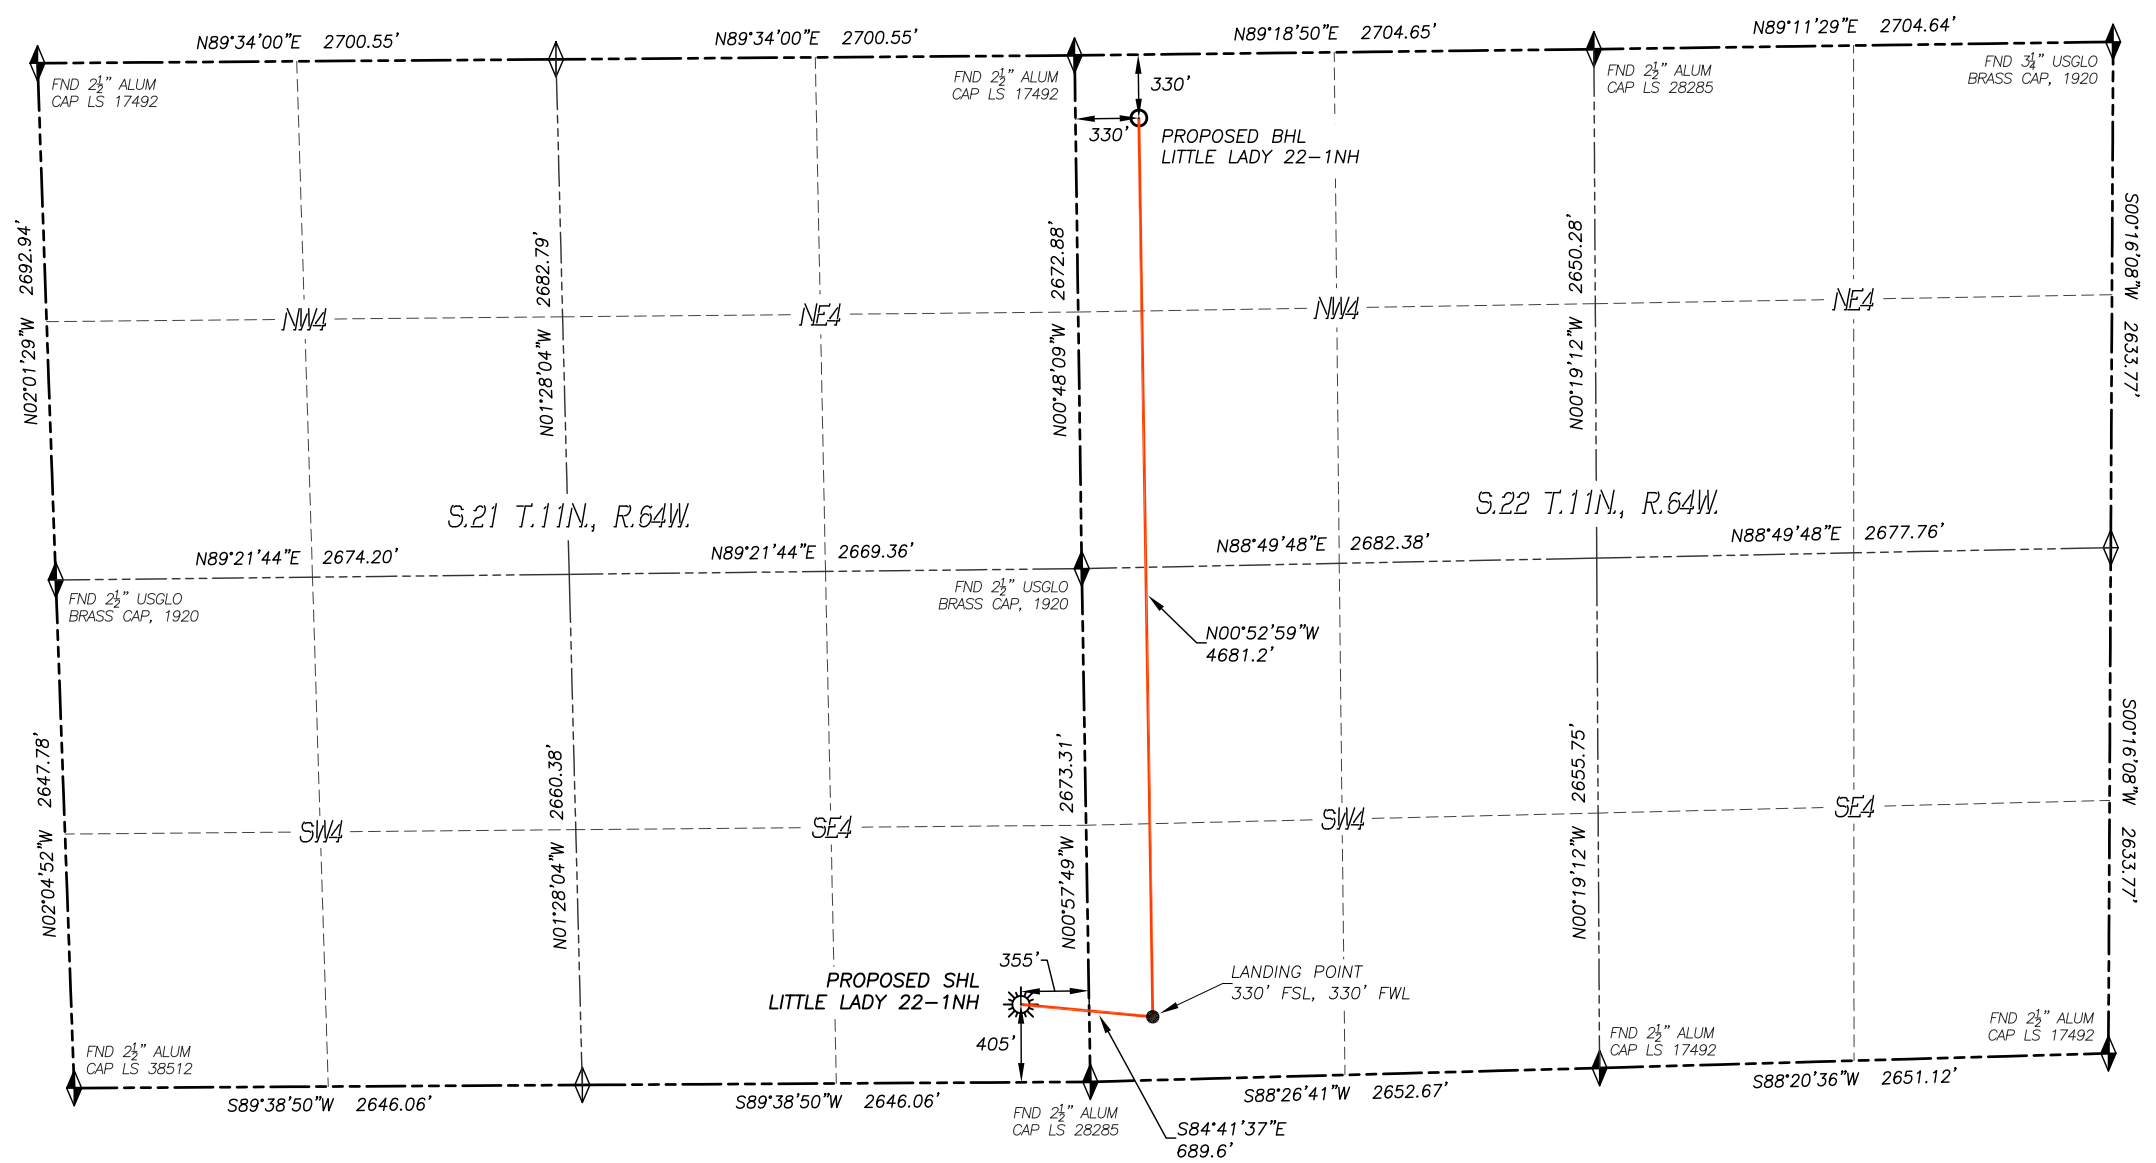 N89°34'00"E 2700.55'
N89°34'00"E 2700.55'
N89°18'50"E 2704.65'
N89°11'29"E 2704.64'
FND 2½" ALUM
CAP LS 17492
FND 2½" ALUM
CAP LS 17492
330'
330'
PROPOSED BHL
LITTLE LADY 22-1NH
FND 2½" ALUM
CAP LS 28285
FND 3¼" USGLO
BRASS CAP, 1920
N02°01'29"W 2692.94'
N01°28'04"W 2682.79'
N00°48'09"W 2672.88'
N00°19'12"W 2650.28'
S00°16'08"W 2633.77'
NW4
NE4
NW4
NE4
S.21 T.11N., R.64W.
S.22 T.11N., R.64W.
N89°21'44"E 2674.20'
N89°21'44"E 2669.36'
N88°49'48"E 2682.38'
N88°49'48"E 2677.76'
FND 2½" USGLO
BRASS CAP, 1920
FND 2½" USGLO
BRASS CAP, 1920
N00°52'59"W
4681.2'
N02°04'52"W 2647.78'
N01°28'04"W 2660.38'
N00°57'49"W 2673.31'
N00°19'12"W 2655.75'
S00°16'08"W 2633.77'
SW4
SE4
SW4
SE4
355'
PROPOSED SHL
LITTLE LADY 22-1NH
405'
LANDING POINT
330' FSL, 330' FWL
FND 2½" ALUM
CAP LS 38512
FND 2½" ALUM
CAP LS 17492
FND 2½" ALUM
CAP LS 17492
S89°38'50"W 2646.06'
S89°38'50"W 2646.06'
S88°26'41"W 2652.67'
S88°20'36"W 2651.12'
FND 2½" ALUM
CAP LS 28285
S84°41'37"E
689.6'